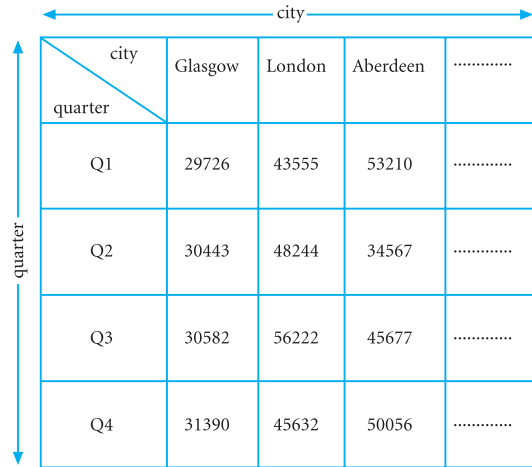 city
city
Glasgow London Aberdeen .............
quarter
quarter
Q1 29726 43555 53210 .............
Q2 30443 48244 34567 .............
Q3 30582 56222 45677 .............
Q4 31390 45632 50056 .............